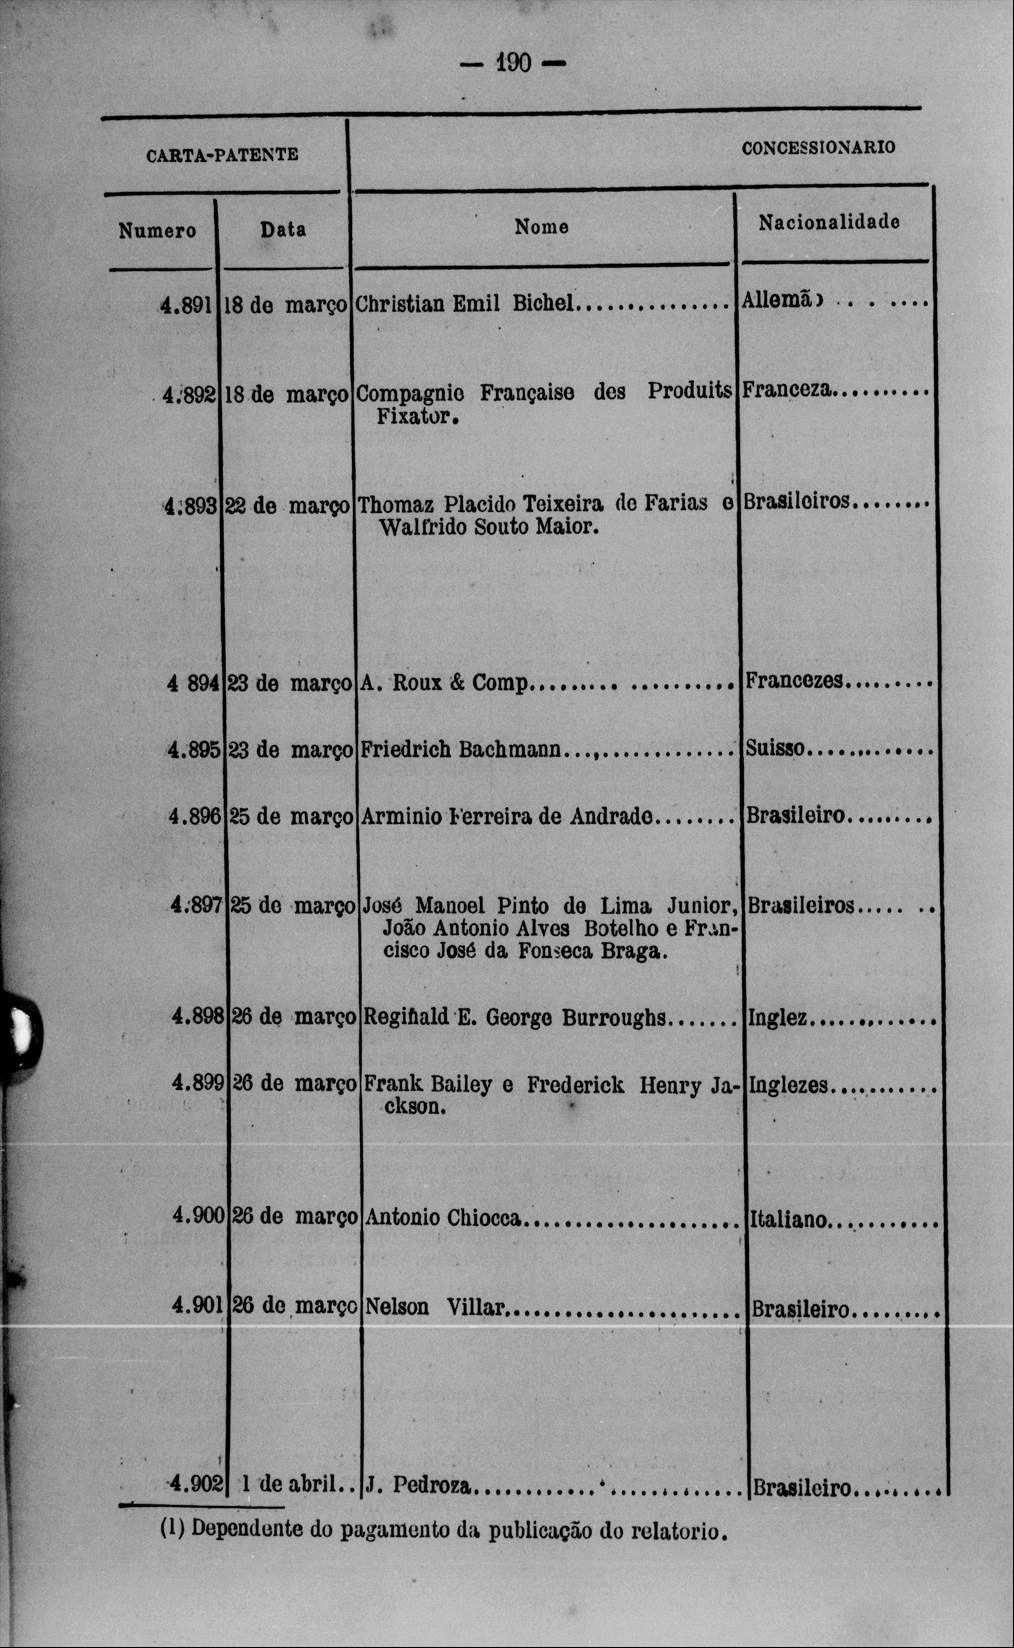 — 190 —
CARTA-PATENTE CONCESSIONARIO
Numero Data Nome Nacionalidade
4.891 18 de março Christian Emil Bichel............... Allemão ........
4.892 18 de março Compagnie Française des Produits Franceza..........
Fixator.
4.893 22 de março Thomaz Placido Teixeira de Farias e Brasileiros........
Walfrido Souto Maior.
4 894 23 de março A. Roux & Comp.................... Francezes.........
4.895 23 de março Friedrich Bachmann................. Suisso.............
4.896 25 de março Arminio Ferreira de Andrade........ Brasileiro.........
4.897 25 de março José Manoel Pinto de Lima Junior, Brasileiros.......
João Antonio Alves Botelho e Fran-
cisco José da Fonseca Braga.
4.898 26 de março Reginald E. George Burroughs....... Inglez.............
4.899 26 de março Frank Bailey e Frederick Henry Ja- Inglezes...........
ckson.
4.900 26 de março Antonio Chiocca...................... Italiano...........
4.901 26 de março Nelson Villar........................ Brasileiro.........
4.902 1 de abril.. J. Pedroza.......................... Brasileiro.........
(1) Dependente do pagamento da publicação do relatorio.